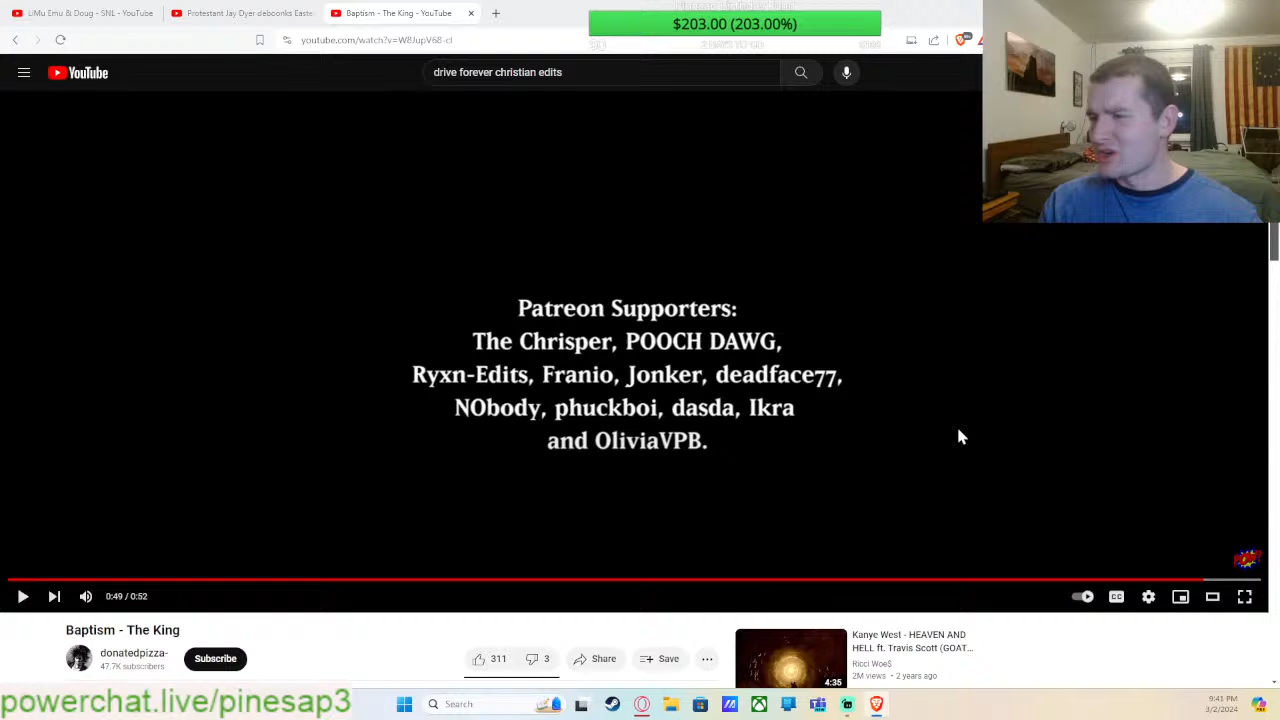 LiMu Emu & Doug - SNL - YouTube
Protestant Jay Dyer deboonks Easte
Baptism - The King - YouTube
$203.00 (203.00%)
youtube.com/watch?v=W8JupV68-cI
YouTube
drive forever christian edits
Patreon Supporters:
The Chrisper, POOCH DAWG,
Ryxn-Edits, Franio, Jonker, deadface77,
NObody, phuckboi, dasda, Ikra
and OliviaVPB.
0:49 / 0:52
CC
Baptism - The King
donatedpizza-
47.7K subscribers
Subscribe
311
3
Share
Save
Kanye West - HEAVEN AND
HELL ft. Travis Scott (GOAT...
Ricci Woe$
2M views • 2 years ago
4:35
powerchat.live/pinesap3
Search
9:41 PM
3/2/2024